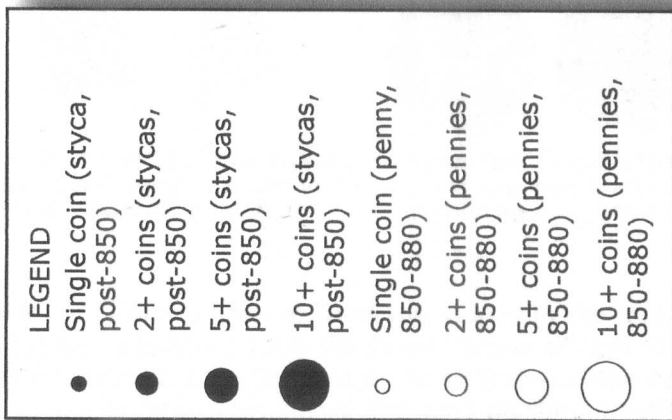 LEGEND
Single coin (styca,
post-850)
2+ coins (stycas,
post-850)
5+ coins (stycas,
post-850)
10+ coins (stycas,
post-850)
Single coin (penny,
850-880)
2+ coins (pennies,
850-880)
5+ coins (pennies,
850-880)
10+ coins (pennies,
850-880)